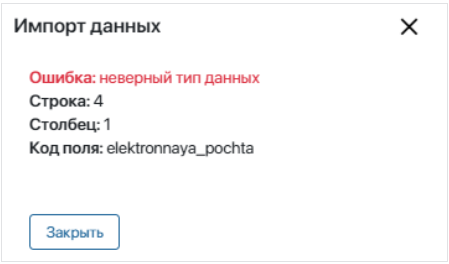 Импорт данных
Ошибка: неверный тип данных
Строка: 4
Столбец: 1
Код поля: elektronnaya_pochta
Закрыть